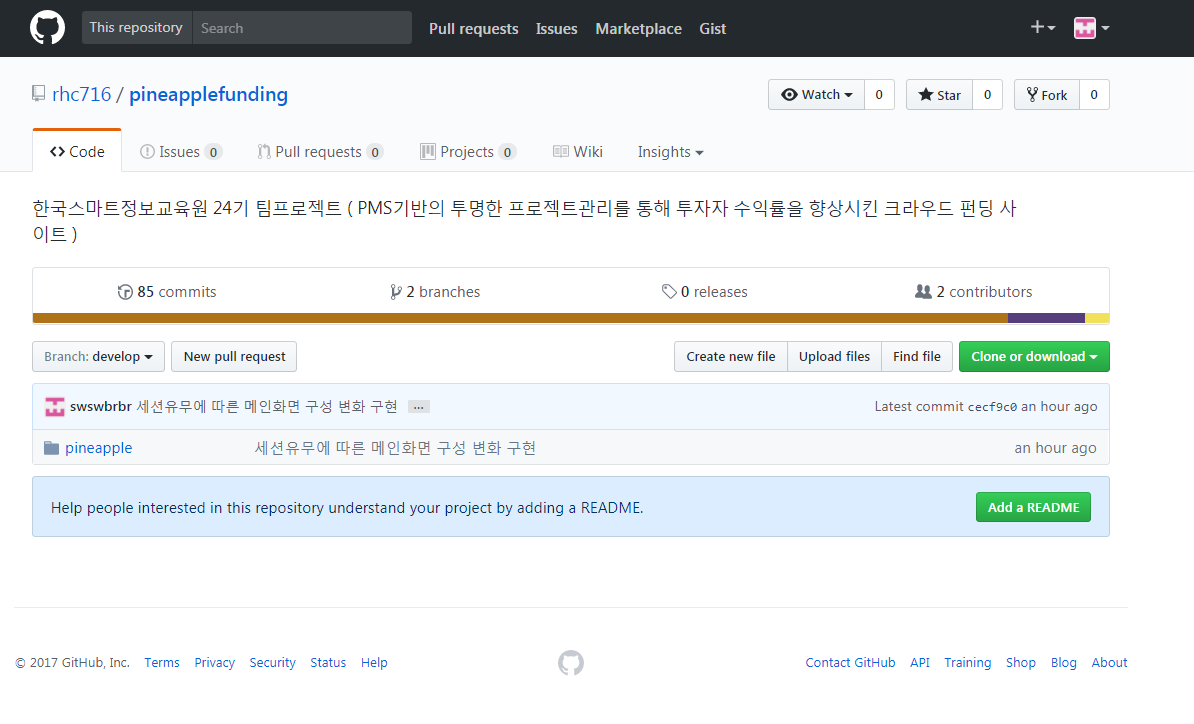 This repository Search Pull requests Issues Marketplace Gist
rhc716 / pineapplefunding Watch 0 Star 0 Fork 0
Code Issues 0 Pull requests 0 Projects 0 Wiki Insights
한국스마트정보교육원 24기 팀프로젝트 ( PMS기반의 투명한 프로젝트관리를 통해 투자자 수익률을 향상시킨 크라우드 펀딩 사
이트 )
85 commits 2 branches 0 releases 2 contributors
Branch: develop New pull request Create new file Upload files Find file Clone or download
swswbrbr 세션유무에 따른 메인화면 구성 변화 구현 … Latest commit cecf9c0 an hour ago
pineapple 세션유무에 따른 메인화면 구성 변화 구현 an hour ago
Help people interested in this repository understand your project by adding a README. Add a README
© 2017 GitHub, Inc. Terms Privacy Security Status Help Contact GitHub API Training Shop Blog About